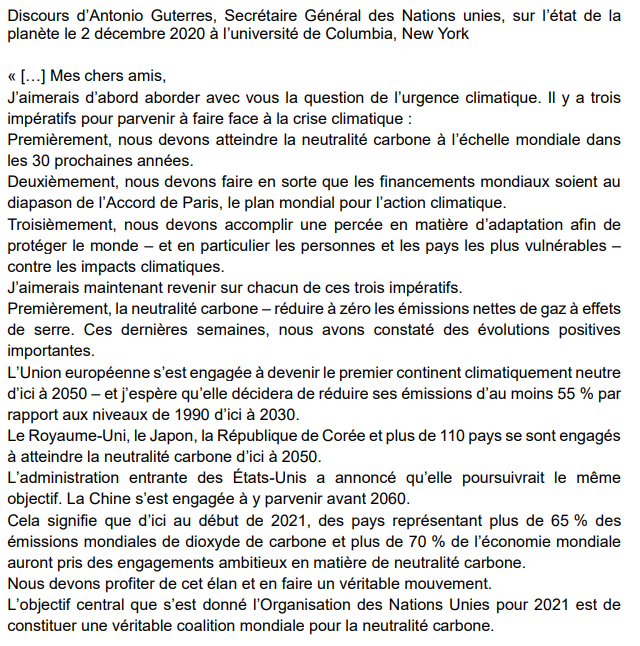 Discours d’Antonio Guterres, Secrétaire Général des Nations unies, sur l’état de la
planète le 2 décembre 2020 à l’université de Columbia, New York
« […] Mes chers amis,
J’aimerais d’abord aborder avec vous la question de l’urgence climatique. Il y a trois
impératifs pour parvenir à faire face à la crise climatique :
Premièrement, nous devons atteindre la neutralité carbone à l’échelle mondiale dans
les 30 prochaines années.
Deuxièmement, nous devons faire en sorte que les financements mondiaux soient au
diapason de l’Accord de Paris, le plan mondial pour l’action climatique.
Troisièmement, nous devons accomplir une percée en matière d’adaptation afin de
protéger le monde – et en particulier les personnes et les pays les plus vulnérables –
contre les impacts climatiques.
J’aimerais maintenant revenir sur chacun de ces trois impératifs.
Premièrement, la neutralité carbone – réduire à zéro les émissions nettes de gaz à effets
de serre. Ces dernières semaines, nous avons constaté des évolutions positives
importantes.
L’Union européenne s’est engagée à devenir le premier continent climatiquement neutre
d’ici à 2050 – et j’espère qu’elle décidera de réduire ses émissions d’au moins 55 % par
rapport aux niveaux de 1990 d’ici à 2030.
Le Royaume-Uni, le Japon, la République de Corée et plus de 110 pays se sont engagés
à atteindre la neutralité carbone d’ici à 2050.
L’administration entrante des États-Unis a annoncé qu’elle poursuivrait le même
objectif. La Chine s’est engagée à y parvenir avant 2060.
Cela signifie que d’ici au début de 2021, des pays représentant plus de 65 % des
émissions mondiales de dioxyde de carbone et plus de 70 % de l’économie mondiale
auront pris des engagements ambitieux en matière de neutralité carbone.
Nous devons profiter de cet élan et en faire un véritable mouvement.
L’objectif central que s’est donné l’Organisation des Nations Unies pour 2021 est de
constituer une véritable coalition mondiale pour la neutralité carbone.